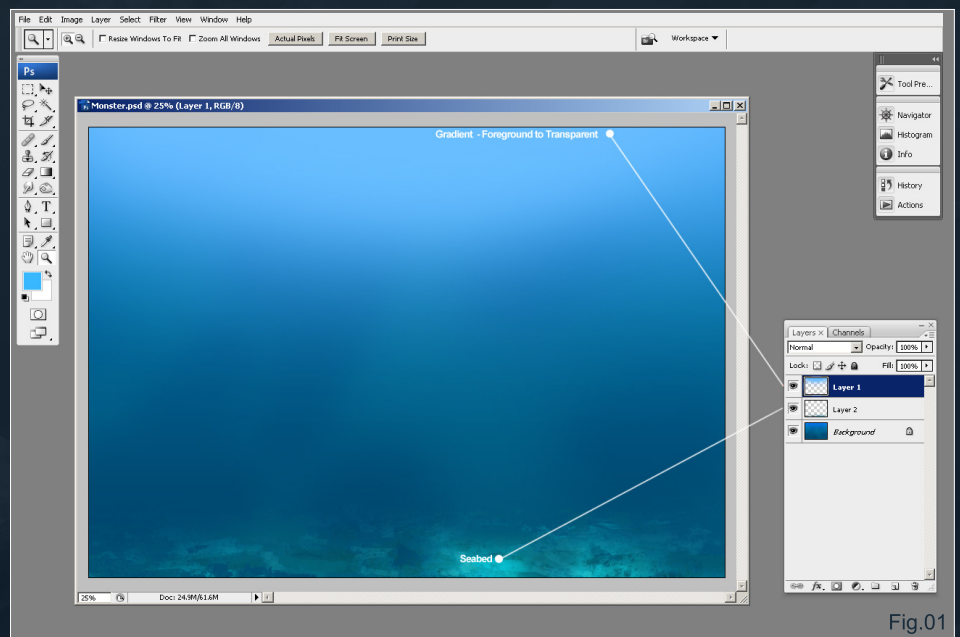 File Edit Image Layer Select Filter View Window Help
Resize Windows To Fit Zoom All Windows Actual Pixels Fit Screen Print Size Workspace
Ps
Tool Pre...
Navigator
Histogram
Info
History
Actions
Monster.psd @ 25% (Layer 1, RGB/8)
Gradient - Foreground to Transparent
Seabed
25% Doc: 24.9M/61.6M
Layers × Channels
Normal Opacity: 100%
Lock: Fill: 100%
Layer 1
Layer 2
Background
Fig.01